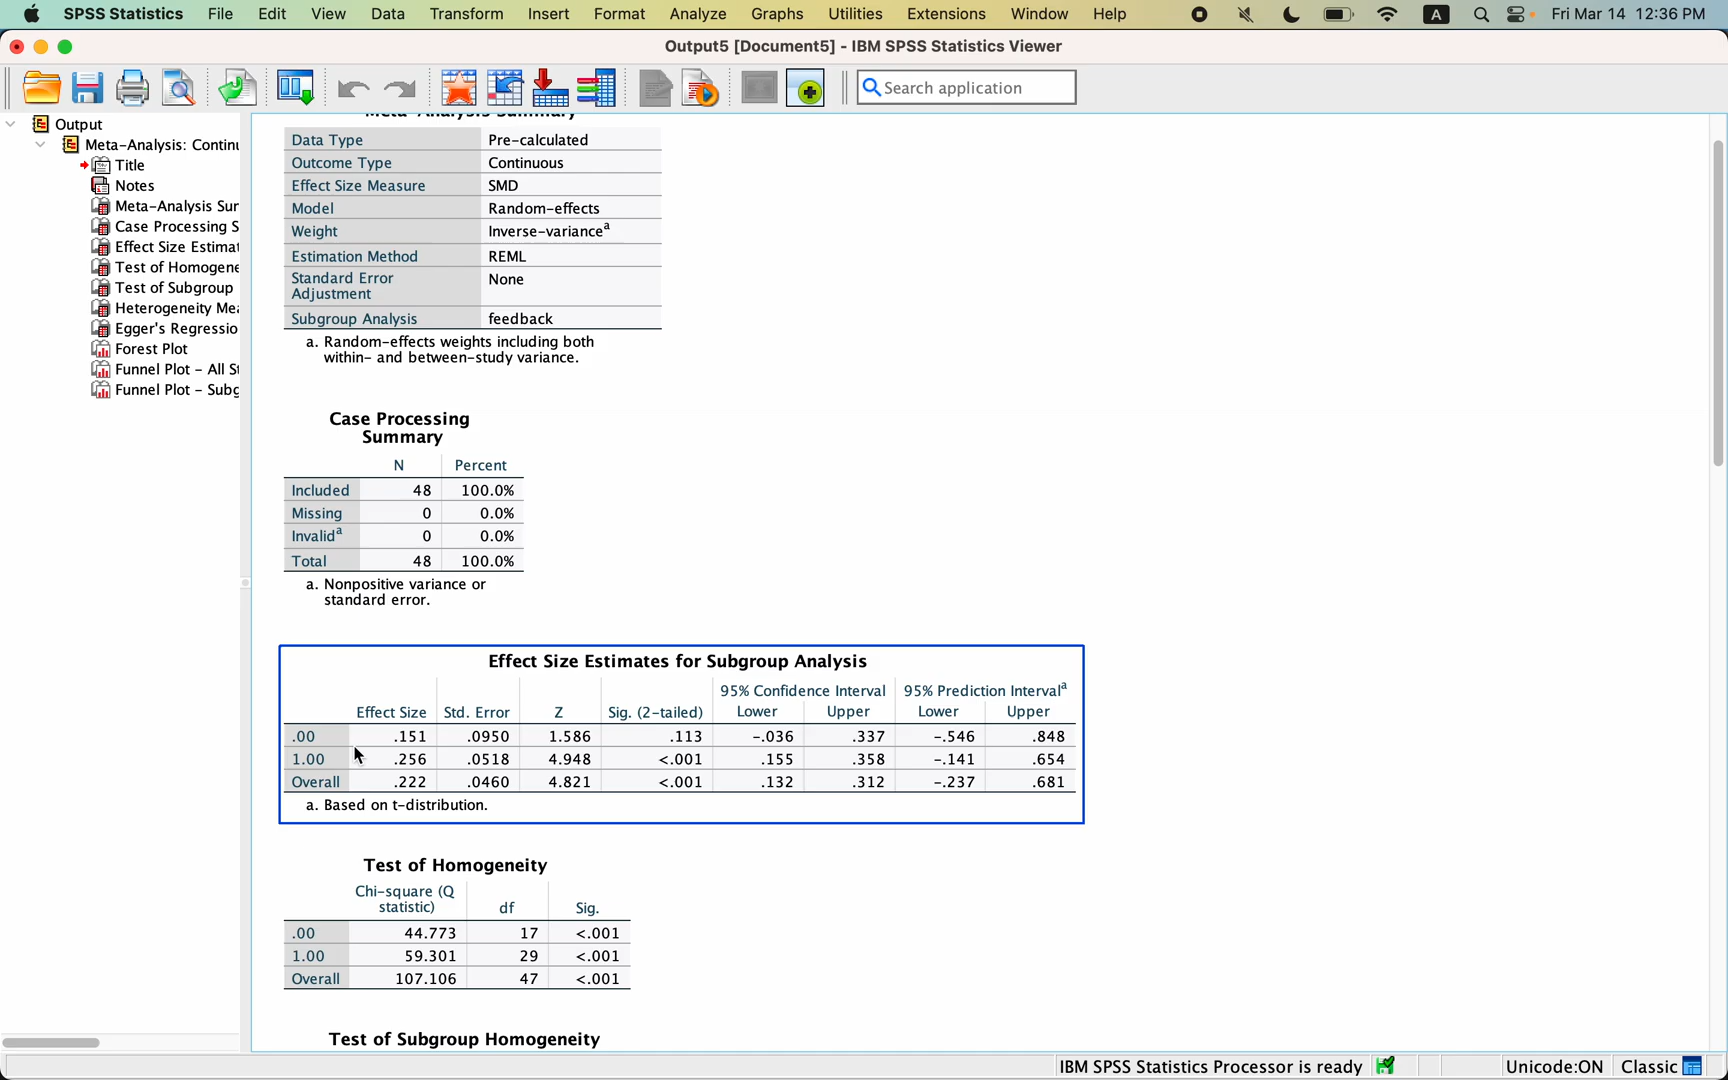 SPSS Statistics File Edit View Data Transform Insert Format Analyze Graphs Utilities Extensions Window Help A Fri Mar 14 12:36 PM
Output5 [Document5] - IBM SPSS Statistics Viewer
Search application
Output
Meta-Analysis: Continu
Title
Notes
Meta-Analysis Sur
Case Processing S
Effect Size Estimat
Test of Homogene
Test of Subgroup
Heterogeneity Mea
Egger's Regressio
Forest Plot
Funnel Plot - All St
Funnel Plot - Subg
Meta-Analysis Summary
Data Type Pre-calculated
Outcome Type Continuous
Effect Size Measure SMD
Model Random-effects
Weight Inverse-variance a
Estimation Method REML
Standard Error None
Adjustment
Subgroup Analysis feedback
a. Random-effects weights including both
within- and between-study variance.
Case Processing
Summary
N Percent
Included 48 100.0%
Missing 0 0.0%
Invalid a 0 0.0%
Total 48 100.0%
a. Nonpositive variance or
standard error.
Effect Size Estimates for Subgroup Analysis
95% Confidence Interval 95% Prediction Interval a
Effect Size Std. Error Z Sig. (2-tailed) Lower Upper Lower Upper
.00 .151 .0950 1.586 .113 -.036 .337 -.546 .848
1.00 .256 .0518 4.948 <.001 .155 .358 -.141 .654
Overall .222 .0460 4.821 <.001 .132 .312 -.237 .681
a. Based on t-distribution.
Test of Homogeneity
Chi-square (Q
statistic) df Sig.
.00 44.773 17 <.001
1.00 59.301 29 <.001
Overall 107.106 47 <.001
Test of Subgroup Homogeneity
IBM SPSS Statistics Processor is ready Unicode:ON Classic